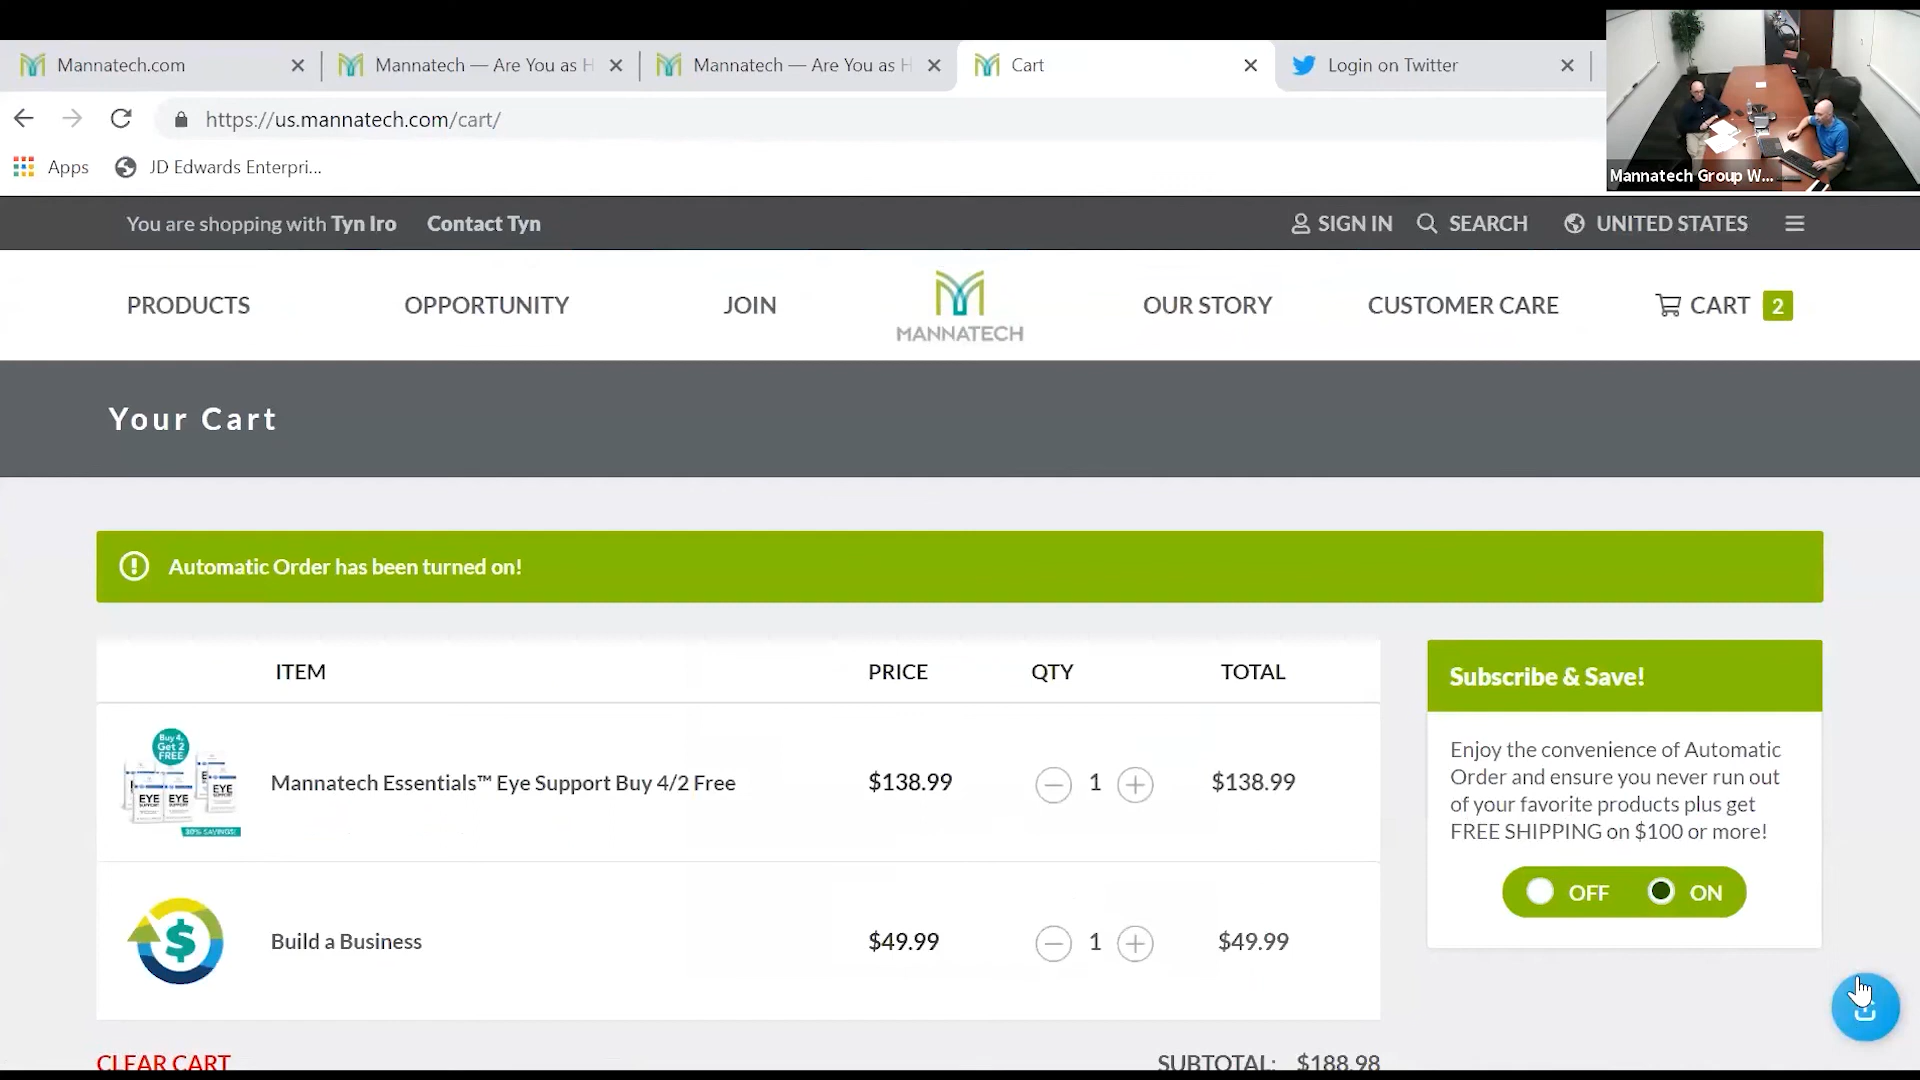 Mannatech.com
Mannatech — Are You as H
Mannatech — Are You as H
Cart
Login on Twitter
https://us.mannatech.com/cart/
Apps
JD Edwards Enterpri...
Mannatech Group W...
You are shopping with Tyn Iro
Contact Tyn
SIGN IN
SEARCH
UNITED STATES
PRODUCTS
OPPORTUNITY
JOIN
MANNATECH
OUR STORY
CUSTOMER CARE
CART 2
Your Cart
Automatic Order has been turned on!
ITEM
PRICE
QTY
TOTAL
Buy 4,
Get 2
FREE
EYE
EYE
EYE
30% SAVINGS!
Mannatech Essentials™ Eye Support Buy 4/2 Free
$138.99
1
$138.99
$
Build a Business
$49.99
1
$49.99
CLEAR CART
SUBTOTAL: $188.98
Subscribe & Save!
Enjoy the convenience of Automatic
Order and ensure you never run out
of your favorite products plus get
FREE SHIPPING on $100 or more!
OFF
ON